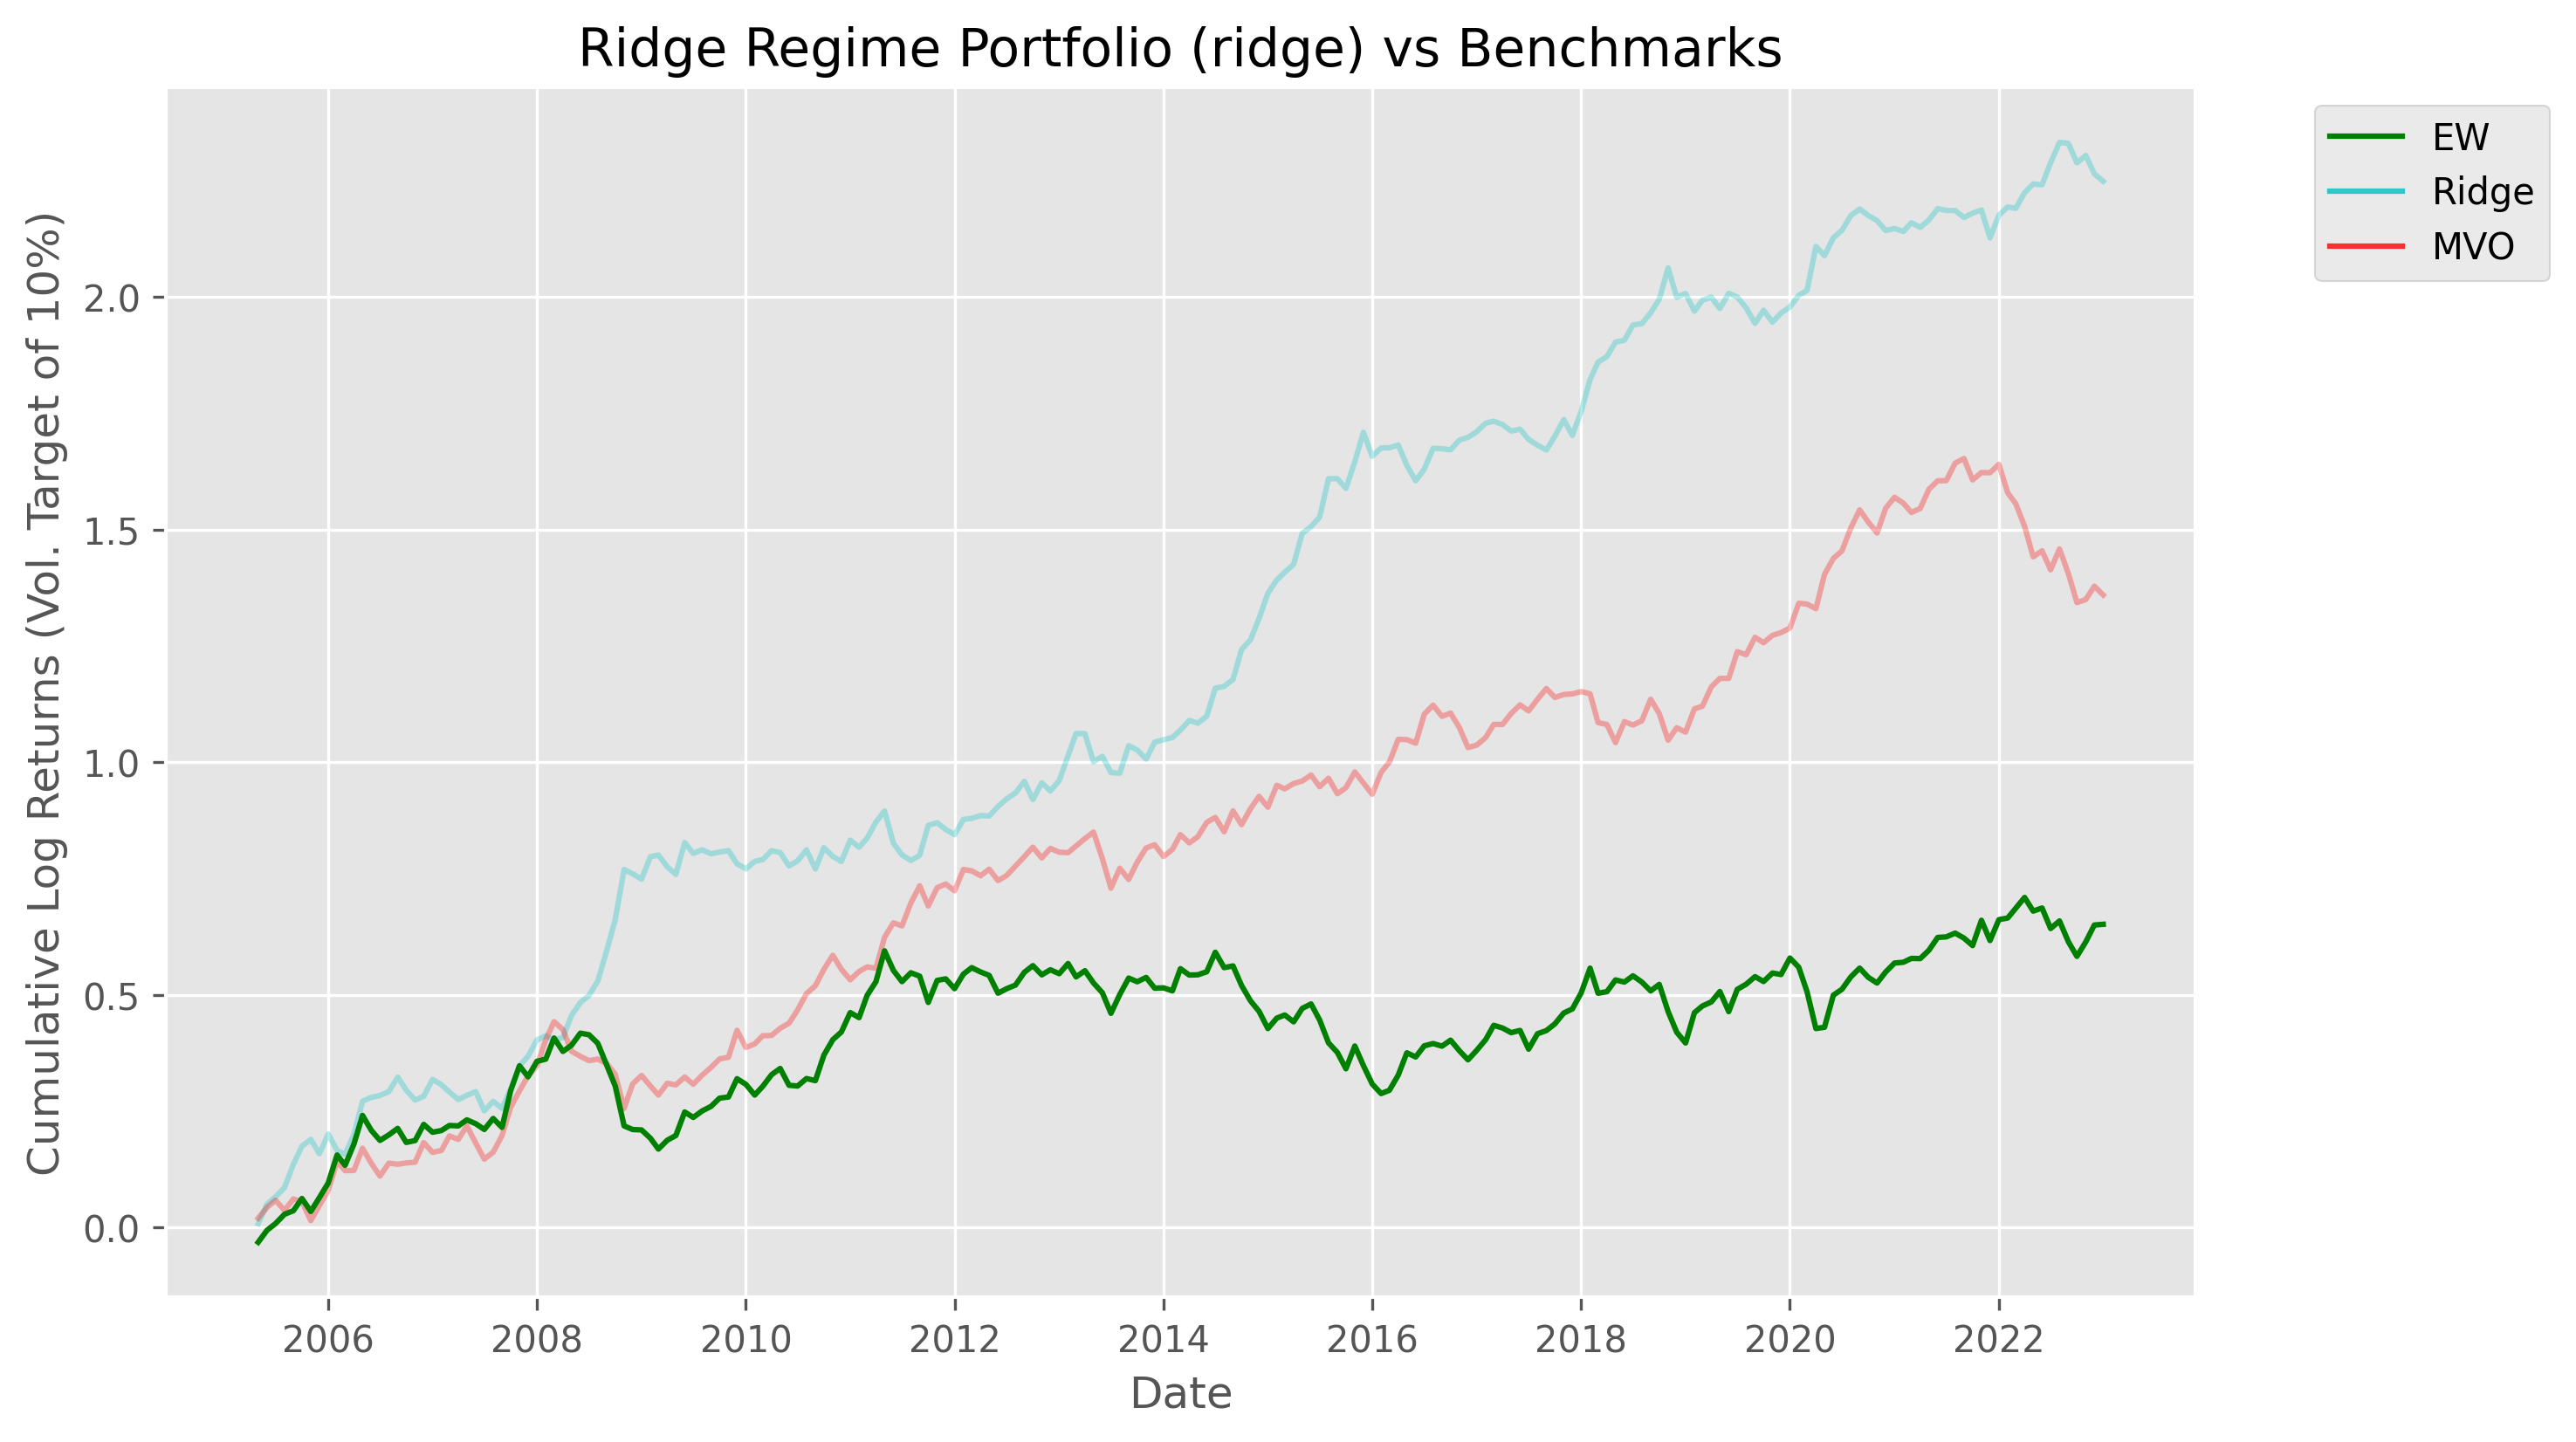 Ridge Regime Portfolio (ridge) vs Benchmarks
EW
Ridge
MVO
Cumulative Log Returns (Vol. Target of 10%)
2.0
1.5
1.0
0.5
0.0
2006 2008 2010 2012 2014 2016 2018 2020 2022
Date